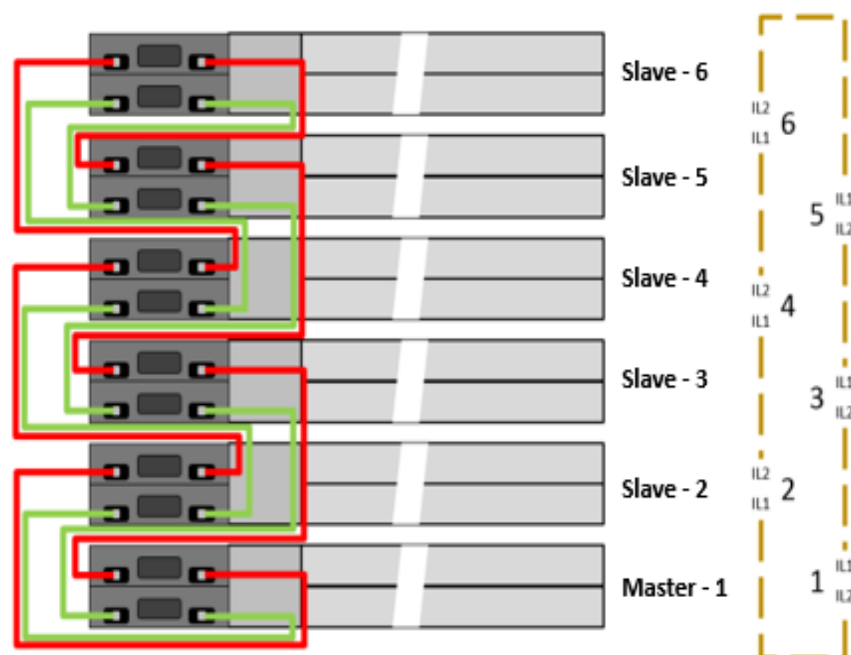 Slave - 6
IL2
6
IL1
Slave - 5
IL1
5
IL2
Slave - 4
IL2
4
IL1
Slave - 3
IL1
3
IL2
Slave - 2
IL2
2
IL1
Master - 1
IL1
1
IL2